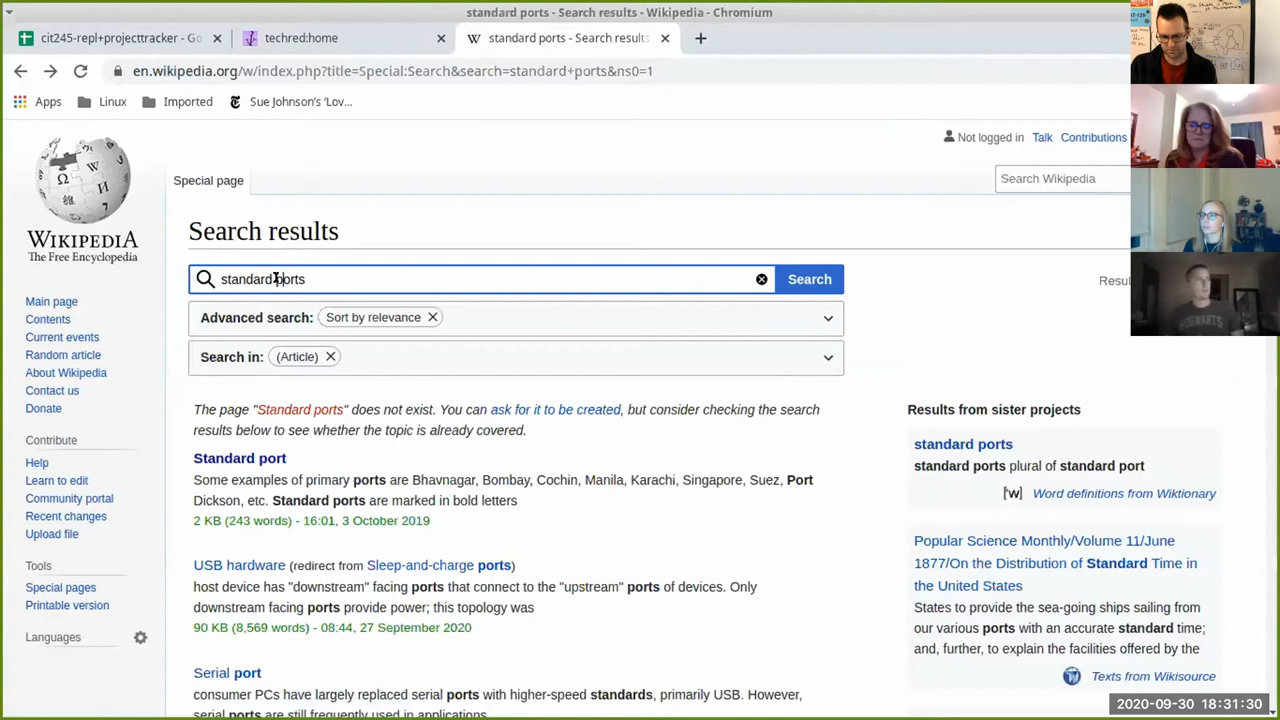 standard ports - Search results - Wikipedia - Chromium
cit245-repl+projecttracker - Go
techred:home
standard ports - Search results
en.wikipedia.org/w/index.php?title=Special:Search&search=standard+ports&ns0=1
Apps
Linux
Imported
Sue Johnson's 'Lov...
Not logged in
Talk
Contributions
WIKIPEDIA
The Free Encyclopedia
Special page
Search Wikipedia
Search results
standard ports
Search
Advanced search:
Sort by relevance
Search in:
(Article)
Main page
Contents
Current events
Random article
About Wikipedia
Contact us
Donate
Contribute
Help
Learn to edit
Community portal
Recent changes
Upload file
Tools
Special pages
Printable version
Languages
The page "Standard ports" does not exist. You can ask for it to be created, but consider checking the search
results below to see whether the topic is already covered.
Standard port
Some examples of primary ports are Bhavnagar, Bombay, Cochin, Manila, Karachi, Singapore, Suez, Port
Dickson, etc. Standard ports are marked in bold letters
2 KB (243 words) - 16:01, 3 October 2019
USB hardware (redirect from Sleep-and-charge ports)
host device has "downstream" facing ports that connect to the "upstream" ports of devices. Only
downstream facing ports provide power; this topology was
90 KB (8,569 words) - 08:44, 27 September 2020
Serial port
consumer PCs have largely replaced serial ports with higher-speed standards, primarily USB. However,
serial ports are still frequently used in applications
Results from sister projects
standard ports
standard ports plural of standard port
Word definitions from Wiktionary
Popular Science Monthly/Volume 11/June
1877/On the Distribution of Standard Time in
the United States
States to provide the sea-going ships sailing from
our various ports with an accurate standard time;
and, further, to explain the facilities offered by the
Texts from Wikisource
HOGWARTS
2020-09-30 18:31:30